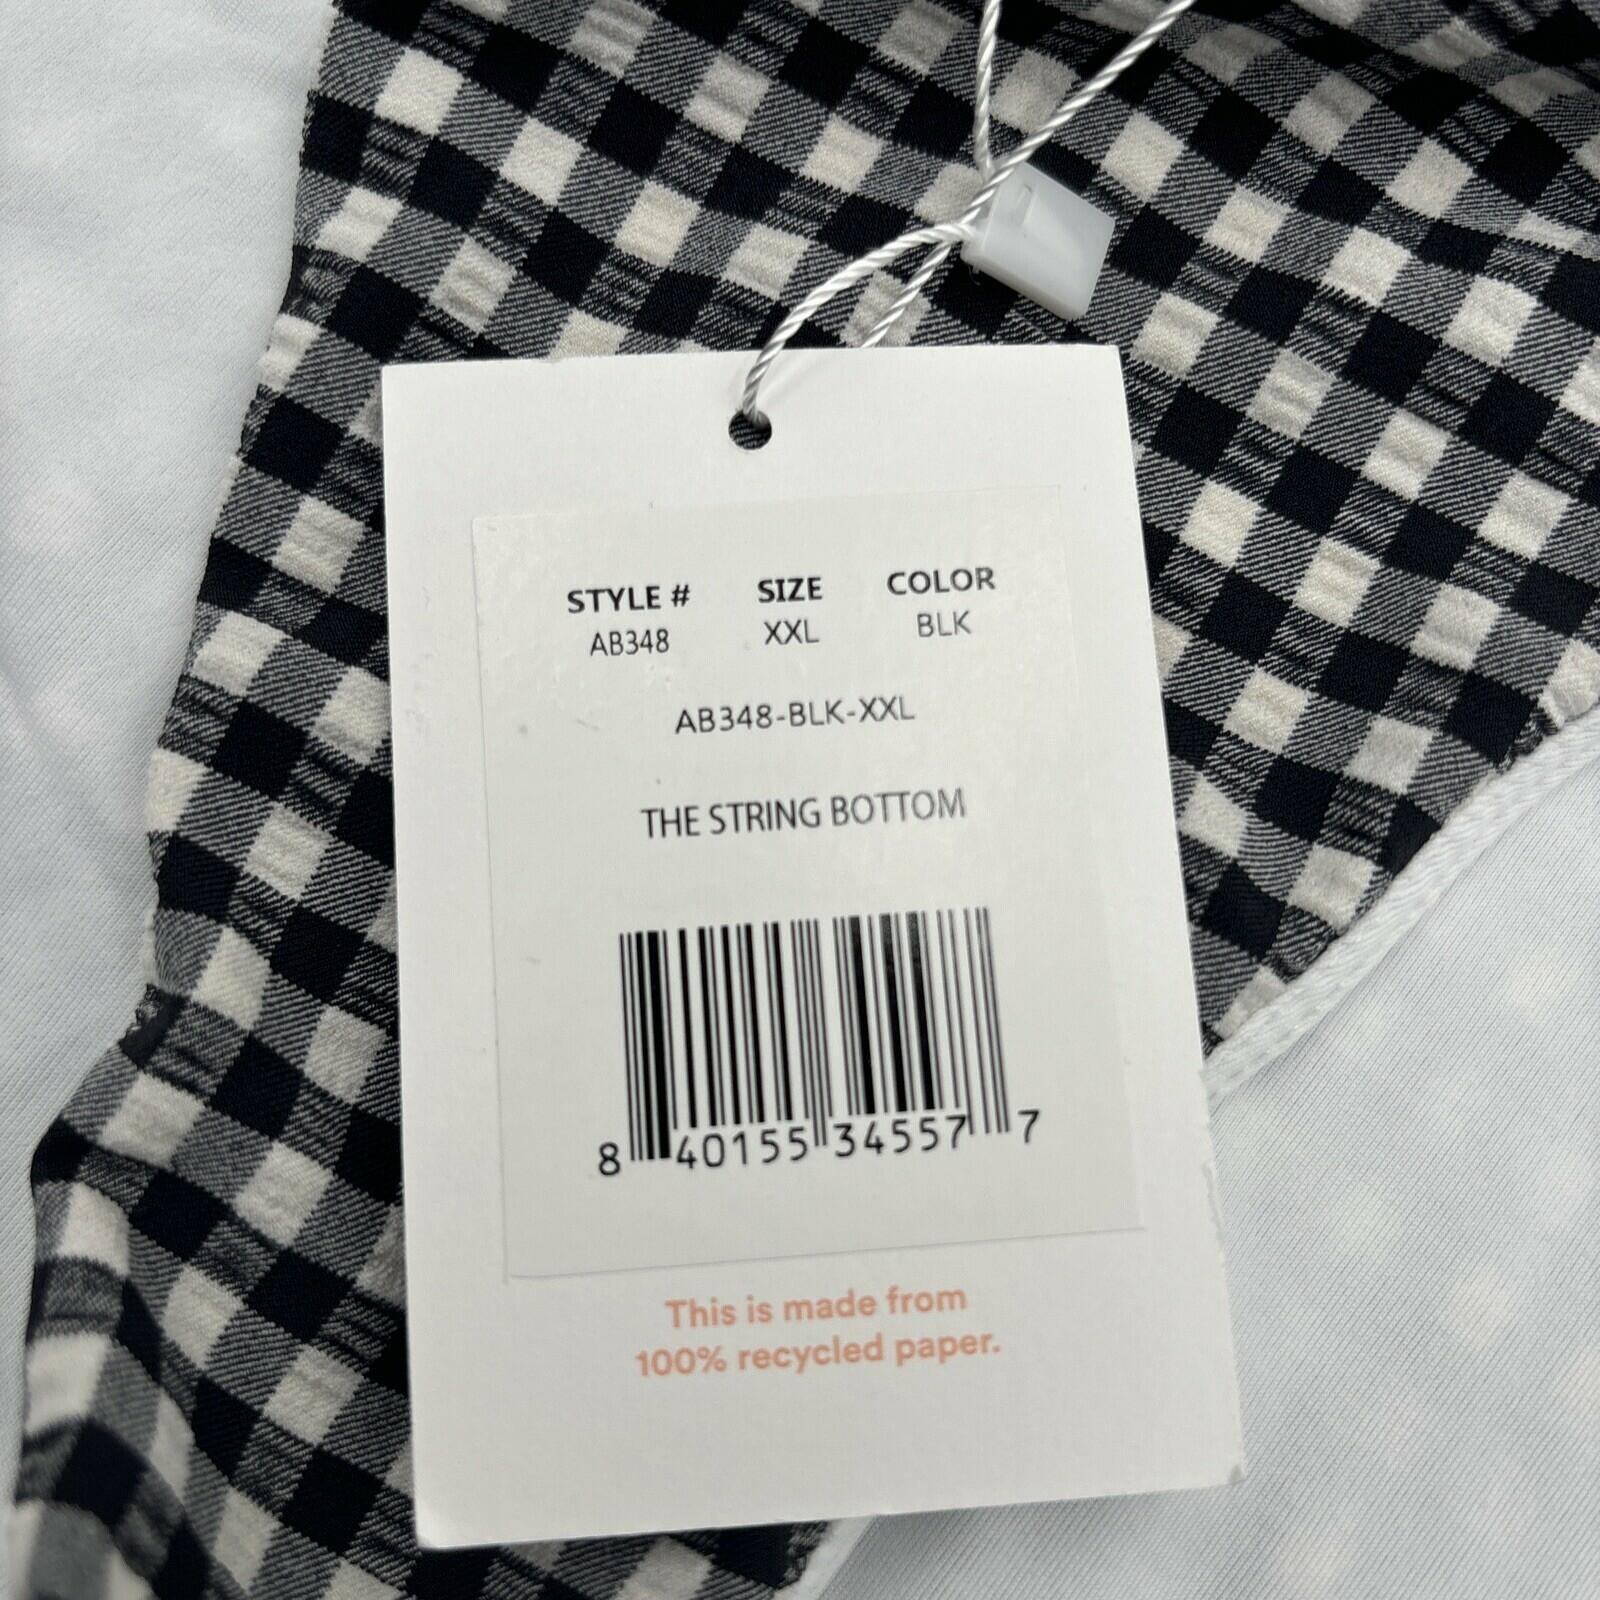 STYLE # SIZE COLOR
AB348 XXL BLK
AB348-BLK-XXL
THE STRING BOTTOM
8 40155 34557 7
This is made from
100% recycled paper.